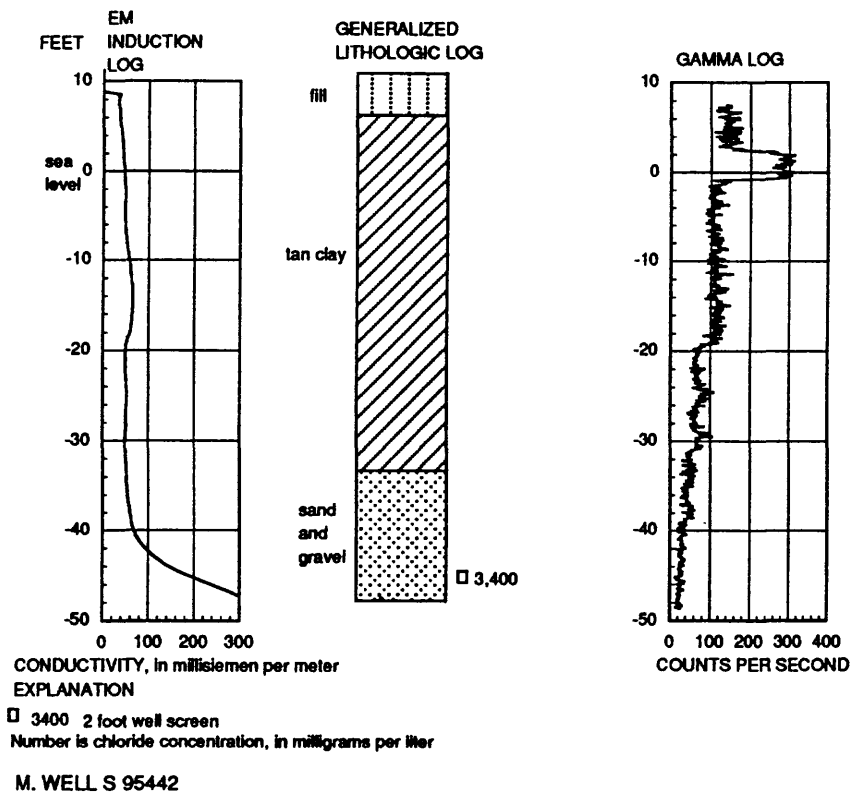 EM
INDUCTION
LOG
FEET
10
sea
level
0
-10
-20
-30
-40
-50
0 100 200 300
CONDUCTIVITY, in millisiemen per meter
GENERALIZED
LITHOLOGIC LOG
fill
tan clay
sand
and
gravel
3,400
GAMMA LOG
10
0
-10
-20
-30
-40
-50
0 100 200 300 400
COUNTS PER SECOND
EXPLANATION
3400 2 foot well screen
Number is chloride concentration, in milligrams per liter
M. WELL S 95442